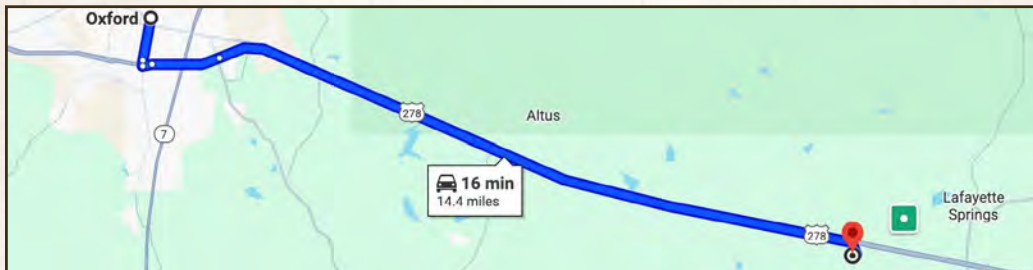 Oxford
278
Altus
7
16 min
14.4 miles
Lafayette
Springs
278